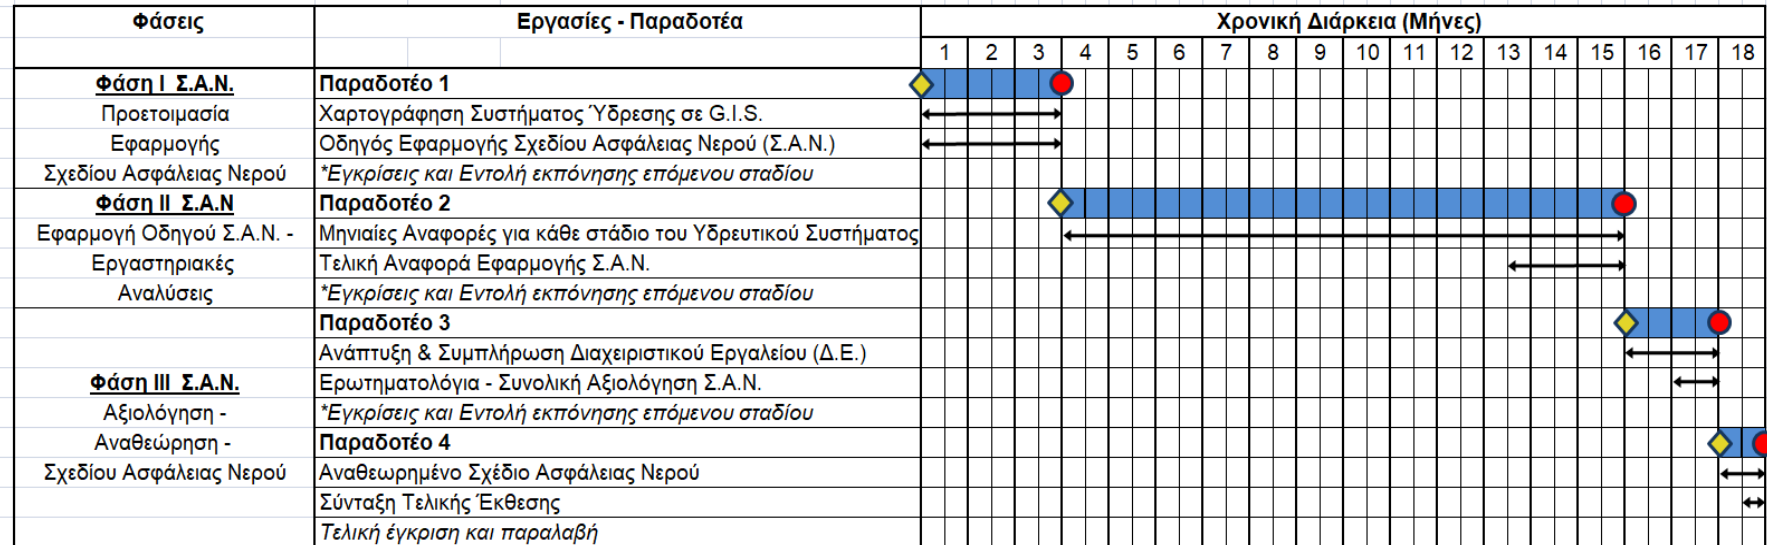 Φάσεις Εργασίες - Παραδοτέα Χρονική Διάρκεια (Μήνες)
1 2 3 4 5 6 7 8 9 10 11 12 13 14 15 16 17 18
Φάση Ι Σ.Α.Ν. Παραδοτέο 1
Προετοιμασία Χαρτογράφηση Συστήματος Ύδρεσης σε G.I.S.
Εφαρμογής Οδηγός Εφαρμογής Σχεδίου Ασφάλειας Νερού (Σ.Α.Ν.)
Σχεδίου Ασφάλειας Νερού *Εγκρίσεις και Εντολή εκπόνησης επόμενου σταδίου
Φάση ΙΙ Σ.Α.Ν Παραδοτέο 2
Εφαρμογή Οδηγού Σ.Α.Ν. - Μηνιαίες Αναφορές για κάθε στάδιο του Υδρευτικού Συστήματος
Εργαστηριακές Τελική Αναφορά Εφαρμογής Σ.Α.Ν.
Αναλύσεις *Εγκρίσεις και Εντολή εκπόνησης επόμενου σταδίου
Παραδοτέο 3
Ανάπτυξη & Συμπλήρωση Διαχειριστικού Εργαλείου (Δ.Ε.)
Φάση ΙΙΙ Σ.Α.Ν. Ερωτηματολόγια - Συνολική Αξιολόγηση Σ.Α.Ν.
Αξιολόγηση - *Εγκρίσεις και Εντολή εκπόνησης επόμενου σταδίου
Αναθεώρηση - Παραδοτέο 4
Σχεδίου Ασφάλειας Νερού Αναθεωρημένο Σχέδιο Ασφάλειας Νερού
Σύνταξη Τελικής Έκθεσης
Τελική έγκριση και παραλαβή